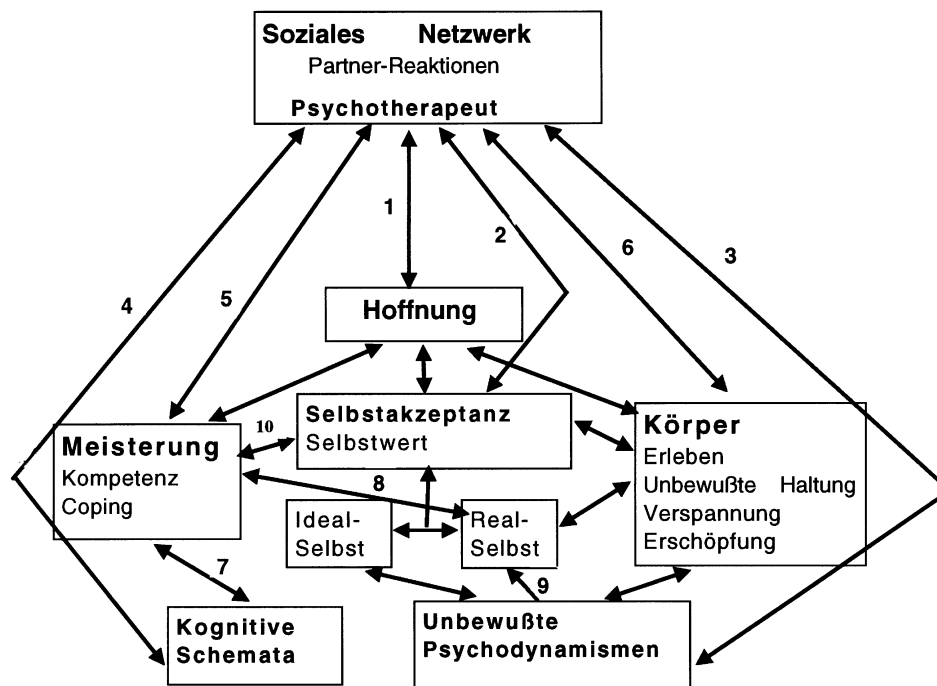 Soziales Netzwerk
Partner-Reaktionen
Psychotherapeut
1
2
6
3
4
5
Hoffnung
Selbstakzeptanz
Selbstwert
10
Meisterung
Kompetenz
Coping
Körper
Erleben
Unbewußte Haltung
Verspannung
Erschöpfung
8
Ideal-
Selbst
Real-
Selbst
7
9
Kognitive
Schemata
Unbewußte
Psychodynamismen